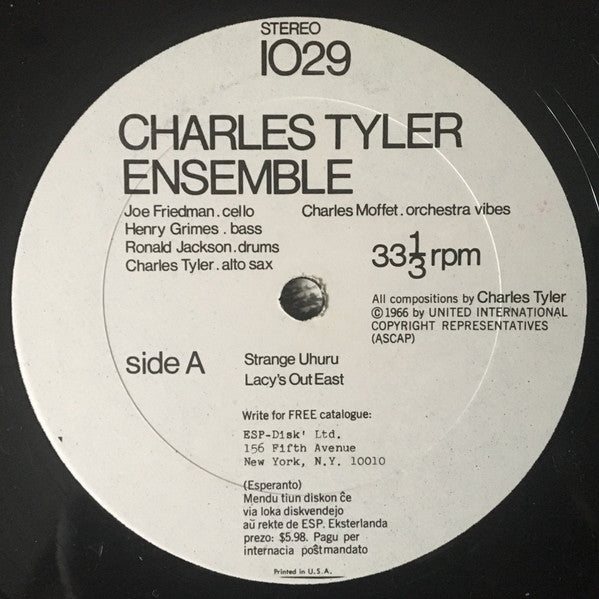 STEREO
1029
CHARLES TYLER
ENSEMBLE
Joe Friedman.cello
Charles Moffet.orchestra vibes
Henry Grimes . bass
Ronald Jackson.drums
Charles Tyler.alto sax
33 1/3 rpm
All compositions by Charles Tyler
©1966 by UNITED INTERNATIONAL
COPYRIGHT REPRESENTATIVES
(ASCAP)
side A
Strange Uhuru
Lacy's Out East
Write for FREE catalogue:
ESP-Disk' Ltd.
156 Fifth Avenue
New York, N.Y. 10010
(Esperanto)
Mendu tiun diskon ĉe
via loka diskvendejo
aŭ rekte de ESP. Eksterlanda
prezo: $5.98. Pagu per
internacia poŝtmandato
Printed in U.S.A.